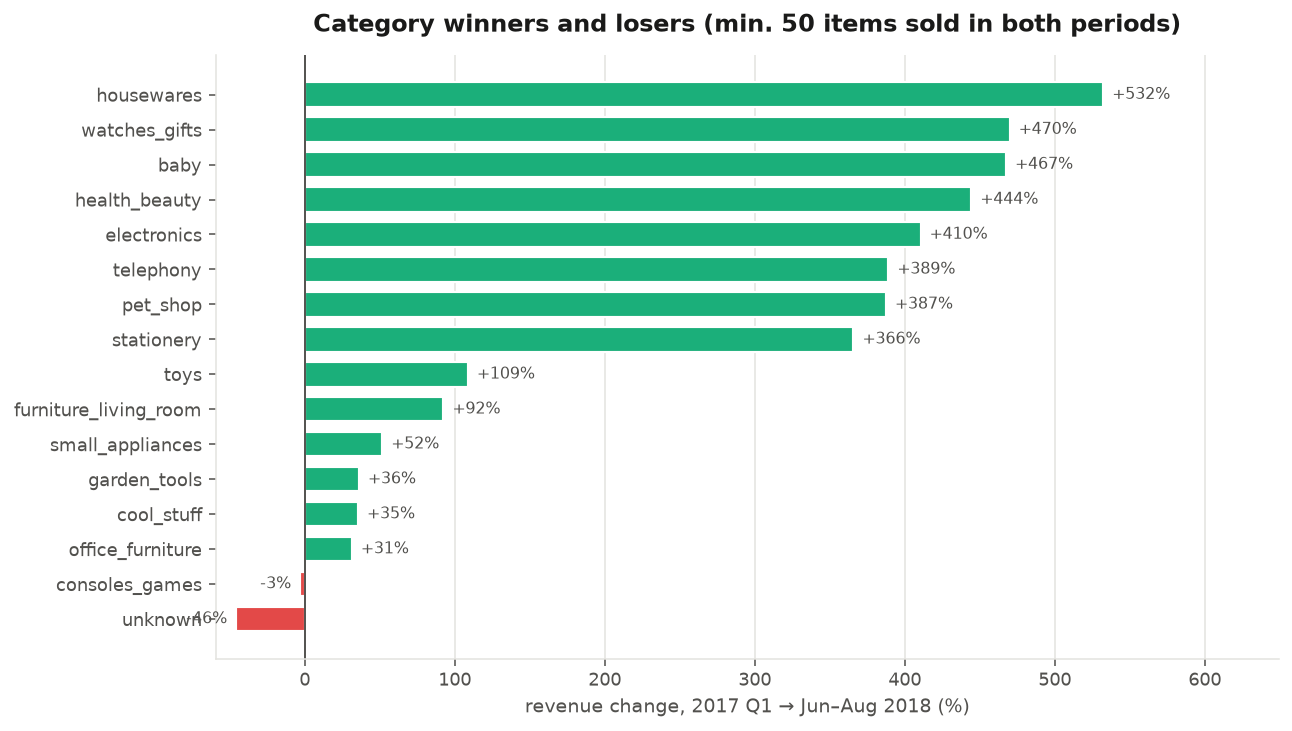 Category winners and losers (min. 50 items sold in both periods)
housewares +532%
watches_gifts +470%
baby +467%
health_beauty +444%
electronics +410%
telephony +389%
pet_shop +387%
stationery +366%
toys +109%
furniture_living_room +92%
small_appliances +52%
garden_tools +36%
cool_stuff +35%
office_furniture +31%
consoles_games -3%
unknown -46%
0 100 200 300 400 500 600
revenue change, 2017 Q1 → Jun–Aug 2018 (%)